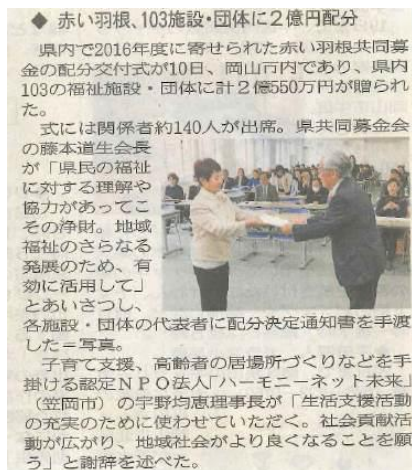 ◆ 赤い羽根、103施設・団体に2億円配分
県内で2016年度に寄せられた赤い羽根共同募
金の配分交付式が10日、岡山市内であり、県内
103の福祉施設・団体に計2億550万円が贈られ
た。
式には関係者約140人が出席。県共同募金会
の藤本道生会長
が「県民の福祉
に対する理解や
協力があってこ
その浄財。地域
福祉のさらなる
発展のため、有
効に活用して」
とあいさつし、
各施設・団体の代表者に配分決定通知書を手渡
した=写真。
子育て支援、高齢者の居場所づくりなどを手
掛ける認定NPO法人「ハーモニーネット未来」
(笠岡市)の宇野均恵理事長が「生活支援活動
の充実のために使わせていただく。社会貢献活
動が広がり、地域社会がより良くなることを願
う」と謝辞を述べた。